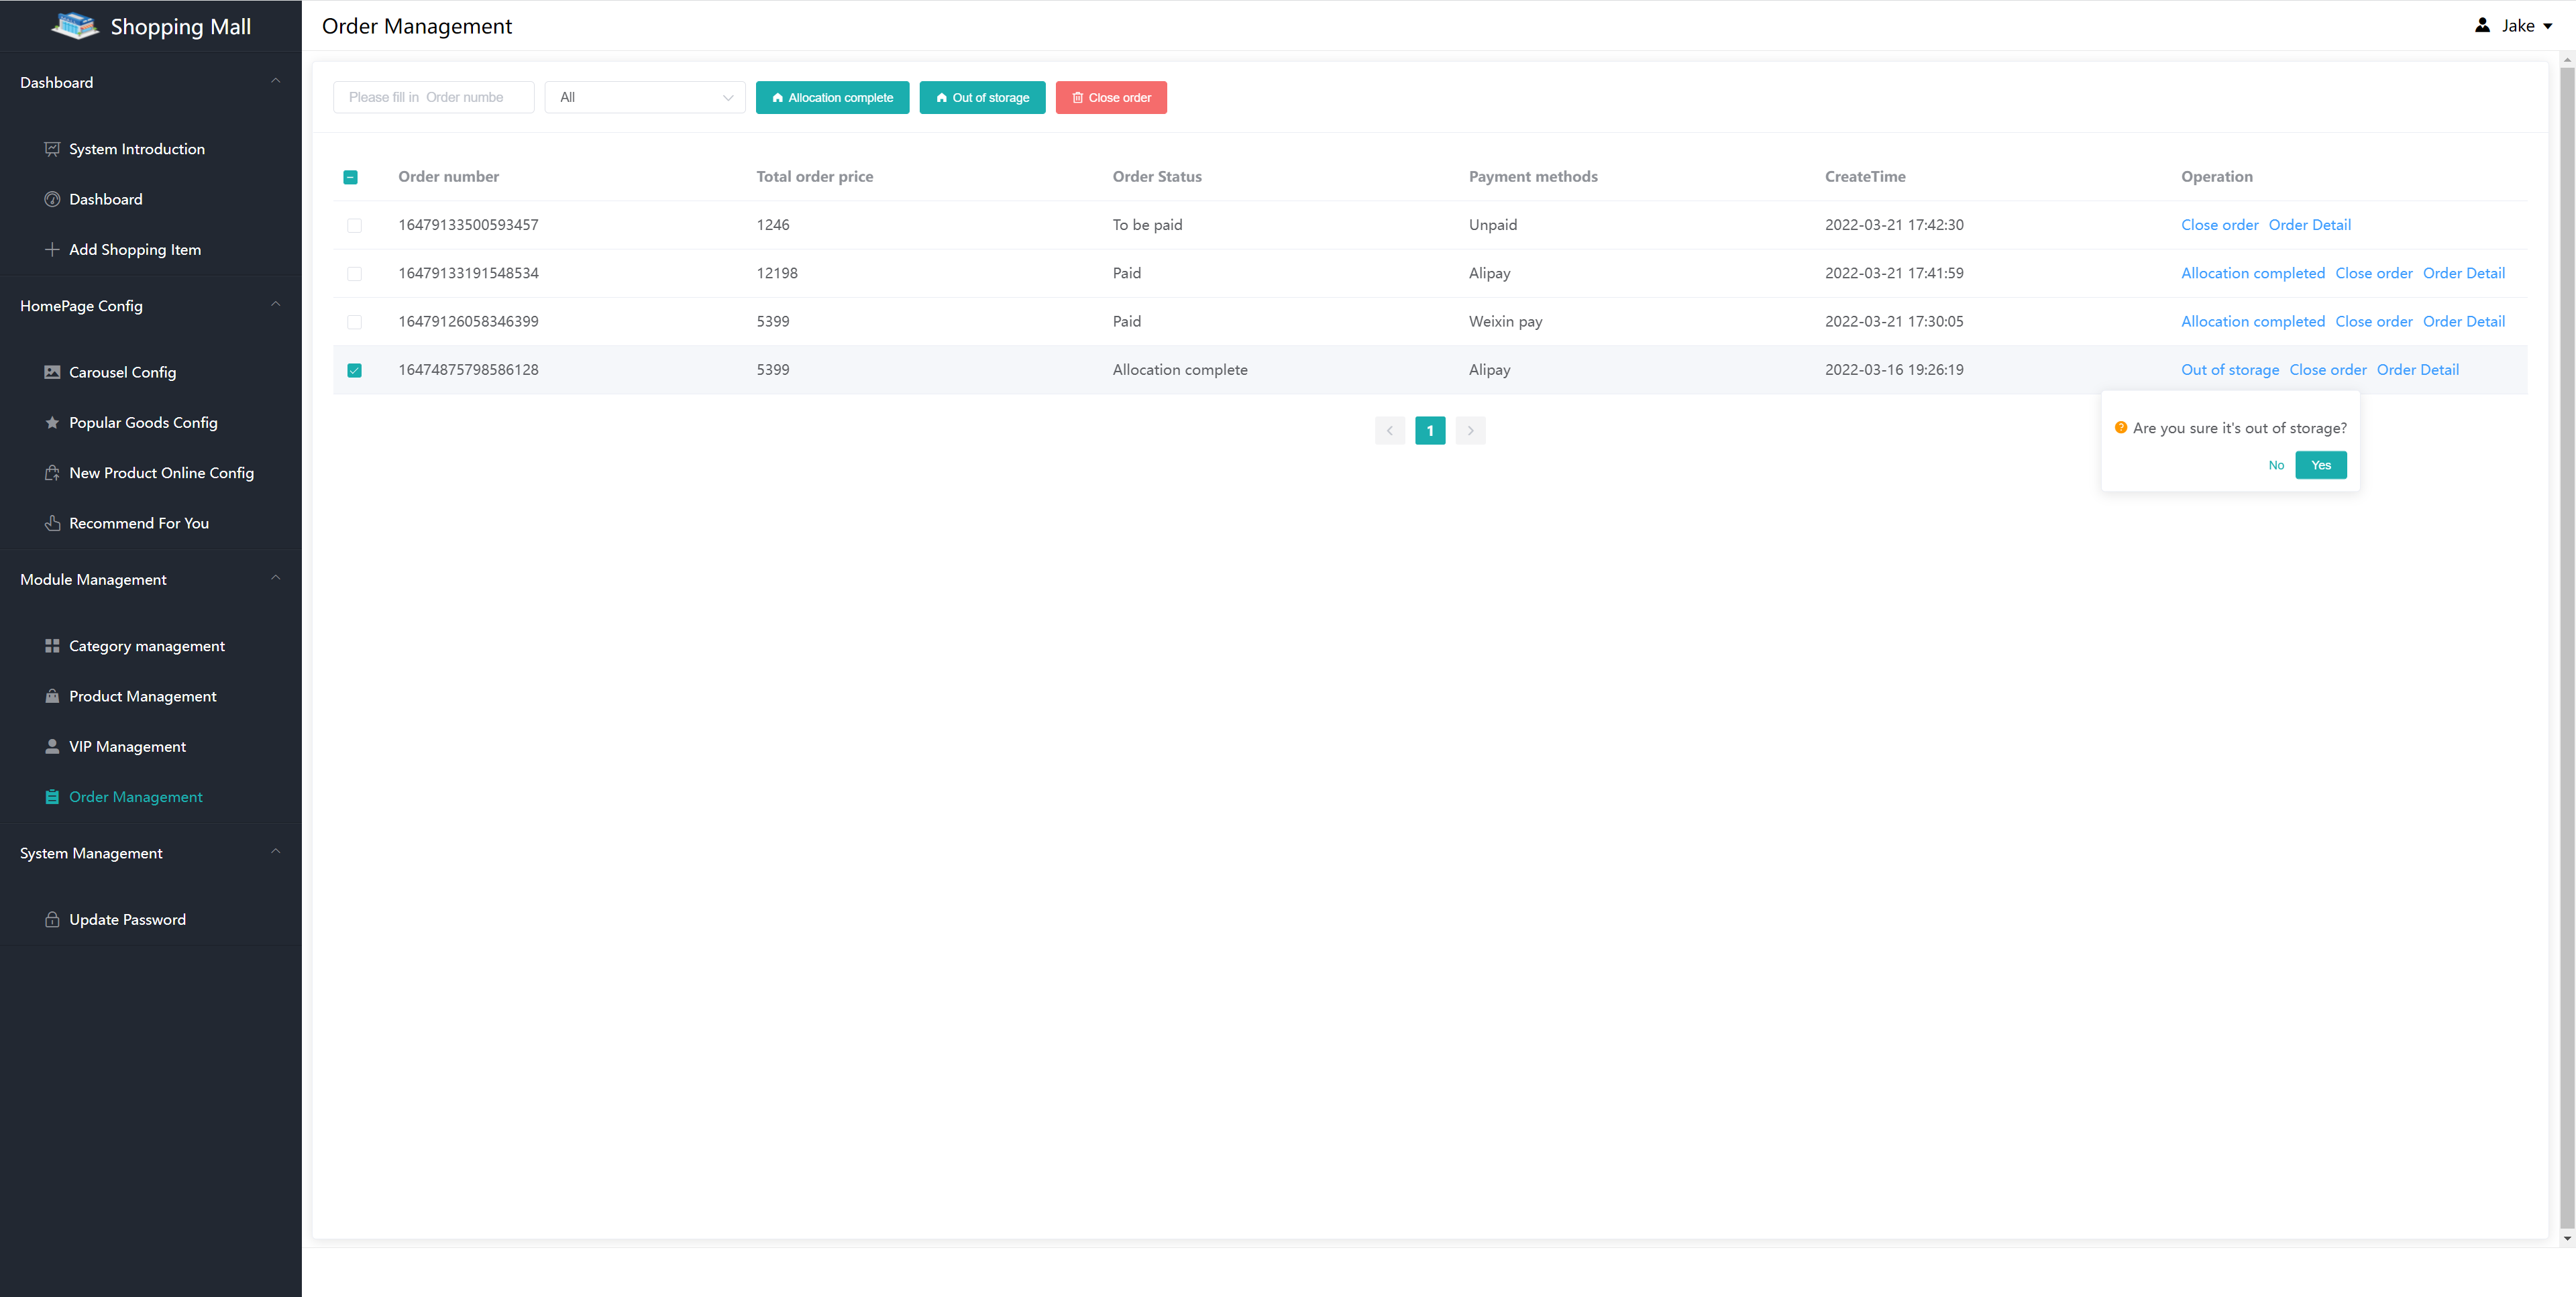 Shopping Mall
Order Management
Jake
Dashboard
System Introduction
Dashboard
Add Shopping Item
HomePage Config
Carousel Config
Popular Goods Config
New Product Online Config
Recommend For You
Module Management
Category management
Product Management
VIP Management
Order Management
System Management
Update Password
Please fill in Order numbe
All
Allocation complete
Out of storage
Close order
Order number Total order price Order Status Payment methods CreateTime Operation
16479133500593457 1246 To be paid Unpaid 2022-03-21 17:42:30 Close order Order Detail
16479133191548534 12198 Paid Alipay 2022-03-21 17:41:59 Allocation completed Close order Order Detail
16479126058346399 5399 Paid Weixin pay 2022-03-21 17:30:05 Allocation completed Close order Order Detail
16474875798586128 5399 Allocation complete Alipay 2022-03-16 19:26:19 Out of storage Close order Order Detail
1
Are you sure it's out of storage?
No Yes